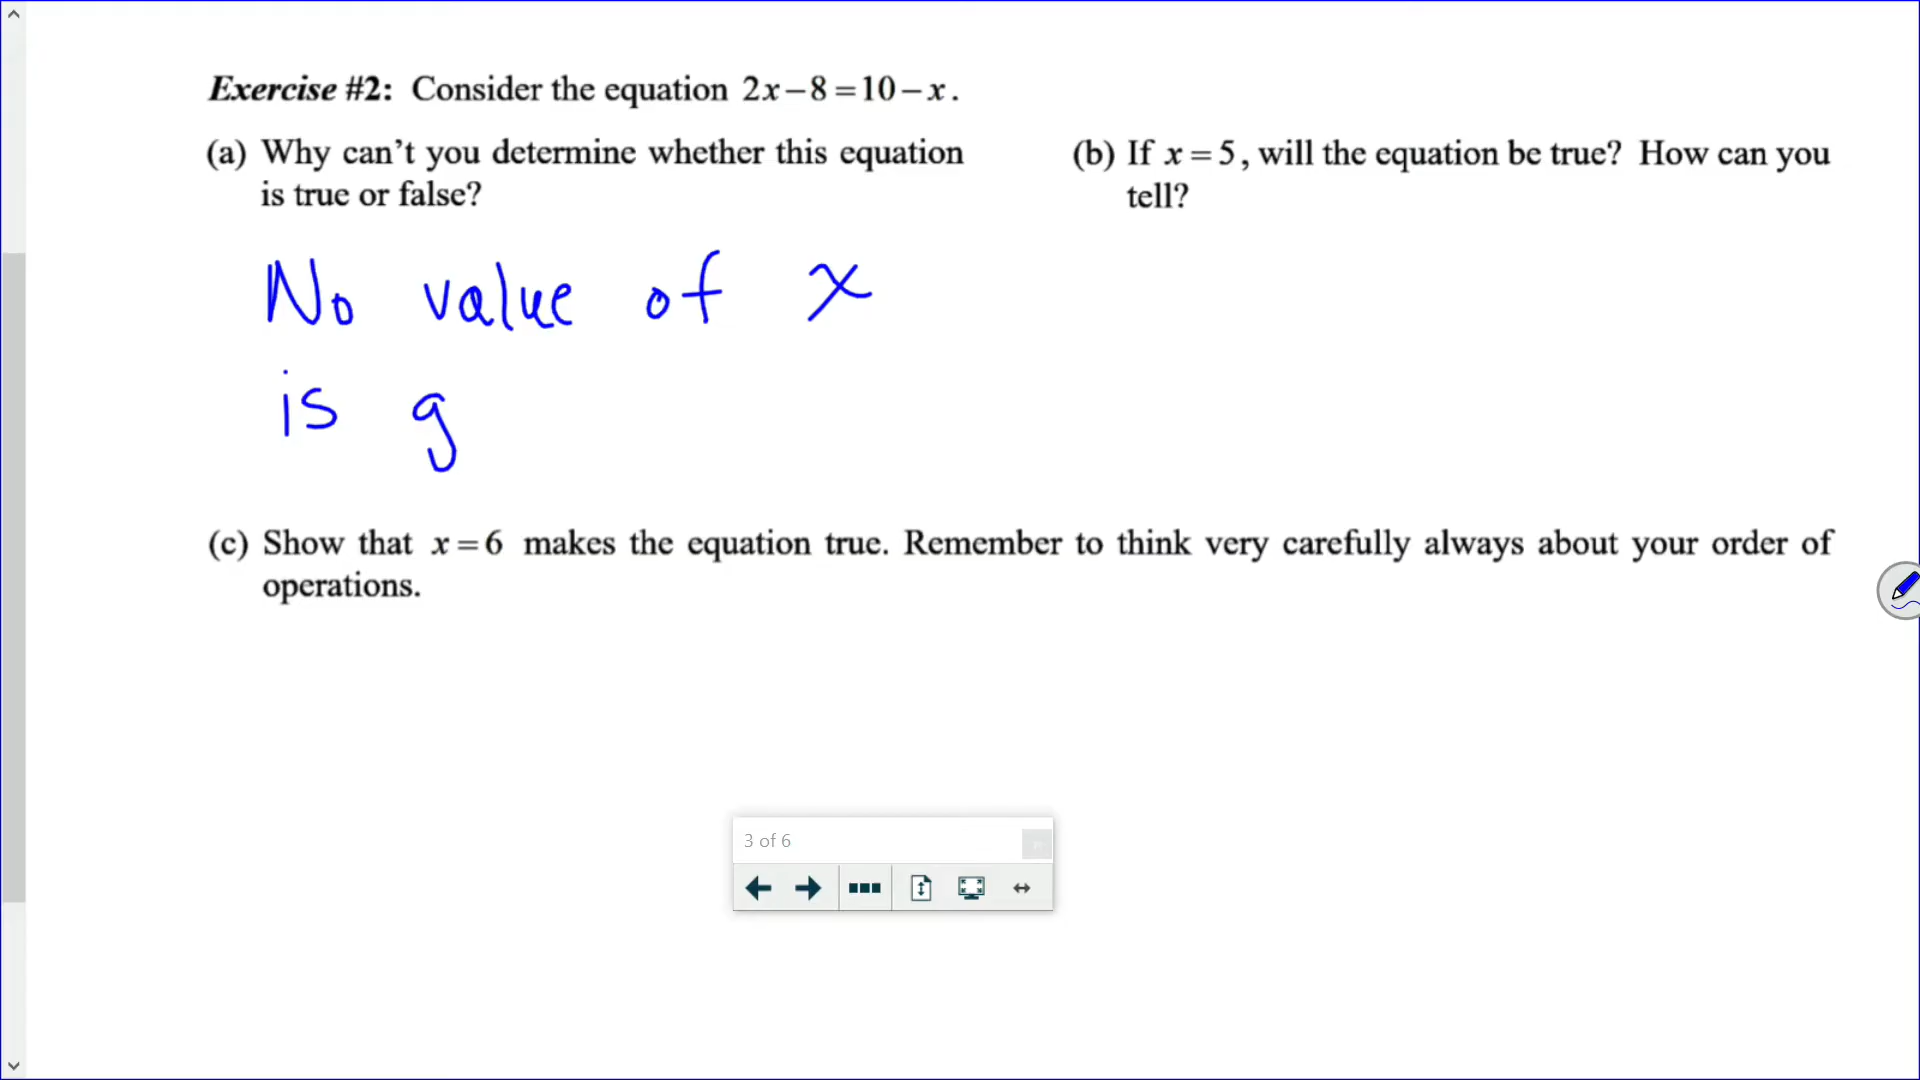 Exercise #2: Consider the equation 2x−8=10−x.
(a) Why can’t you determine whether this equation
is true or false?
(b) If x=5, will the equation be true? How can you
tell?
No value of x
is g
(c) Show that x=6 makes the equation true. Remember to think very carefully always about your order of
operations.
3 of 6